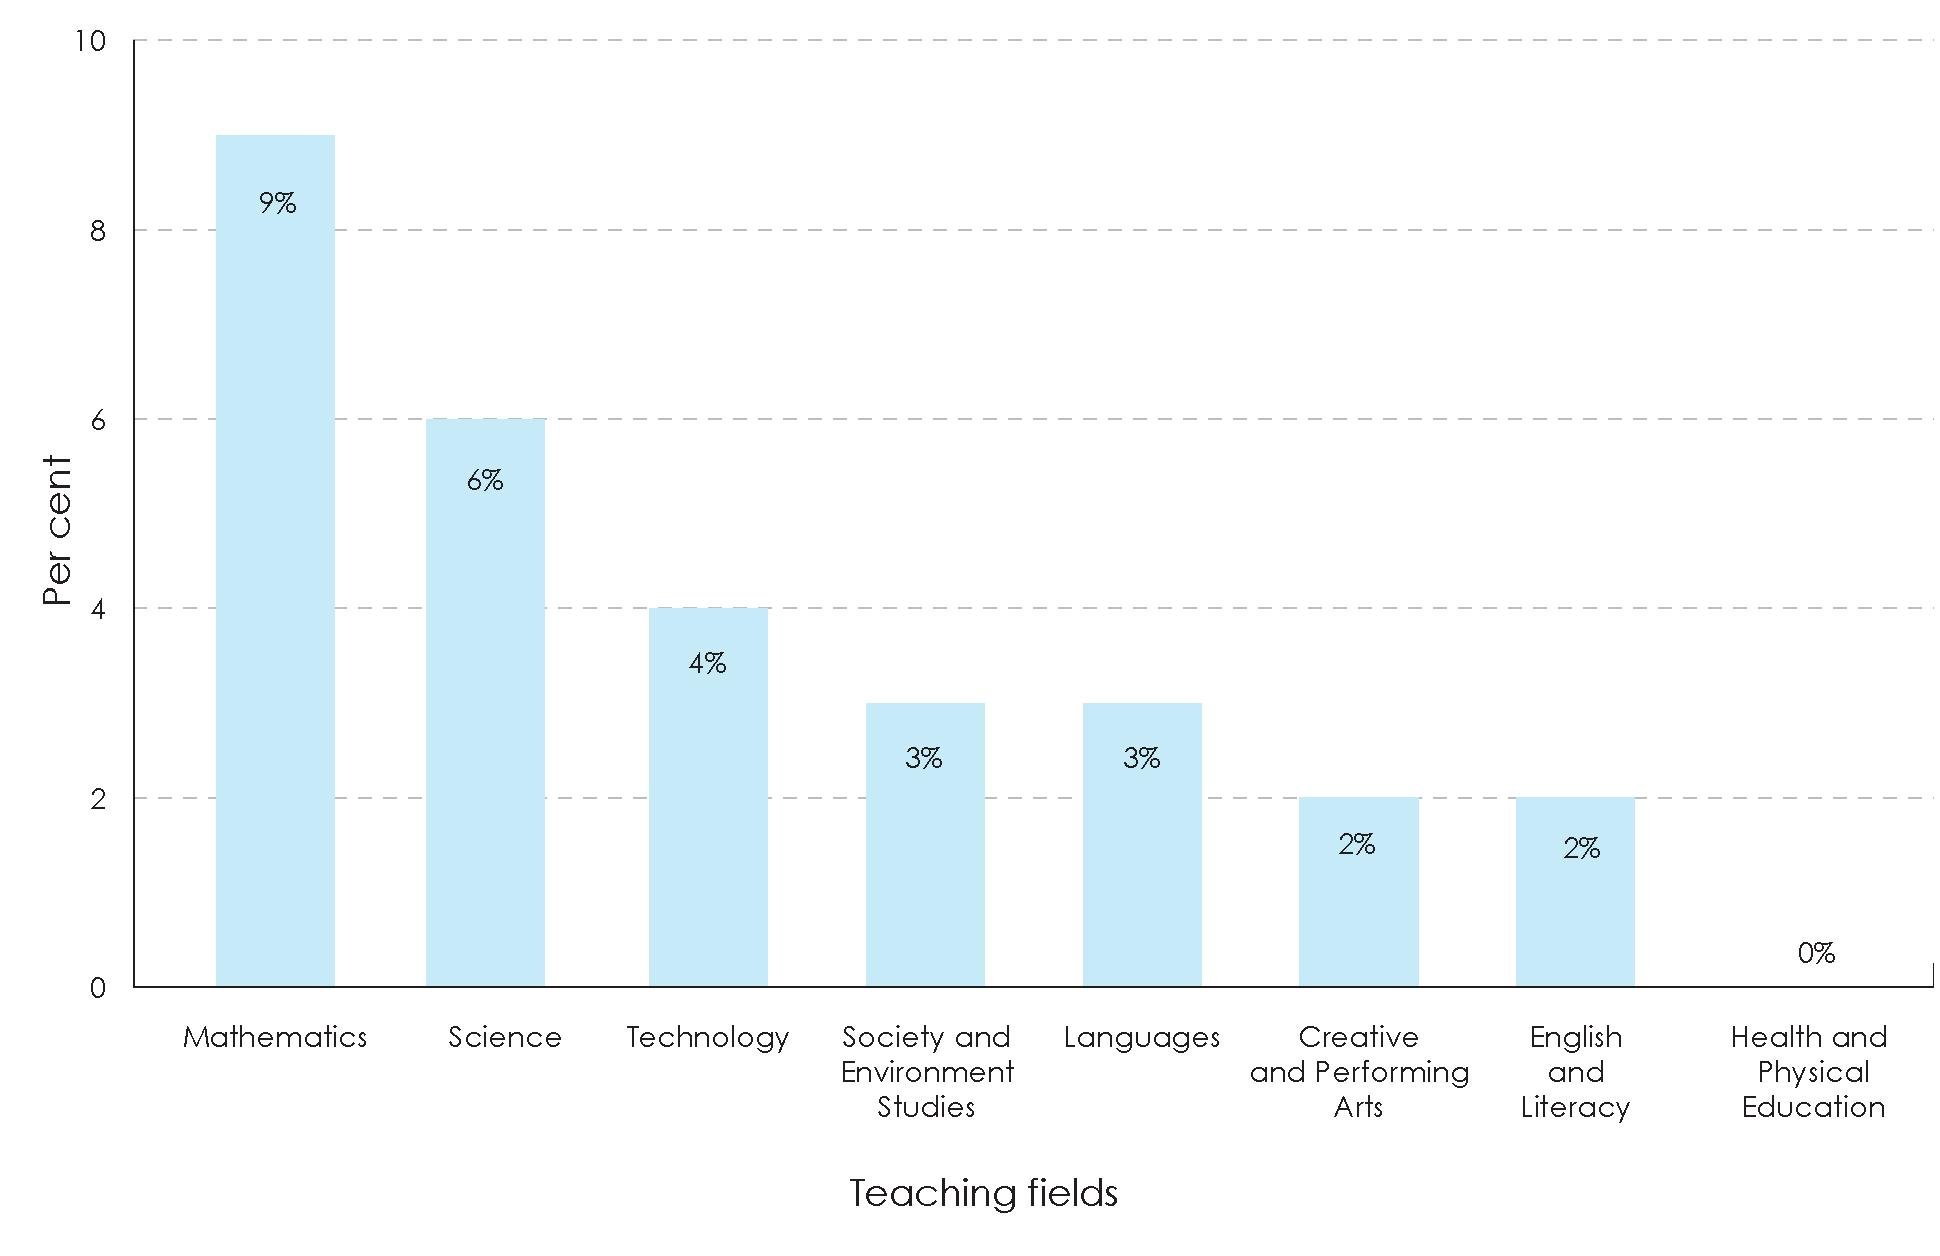 10
8
6
4
2
0
Per cent
9%
6%
4%
3%
3%
2%
2%
0%
Mathematics
Science
Technology
Society and
Environment
Studies
Languages
Creative
and Performing
Arts
English
and
Literacy
Health and
Physical
Education
Teaching fields